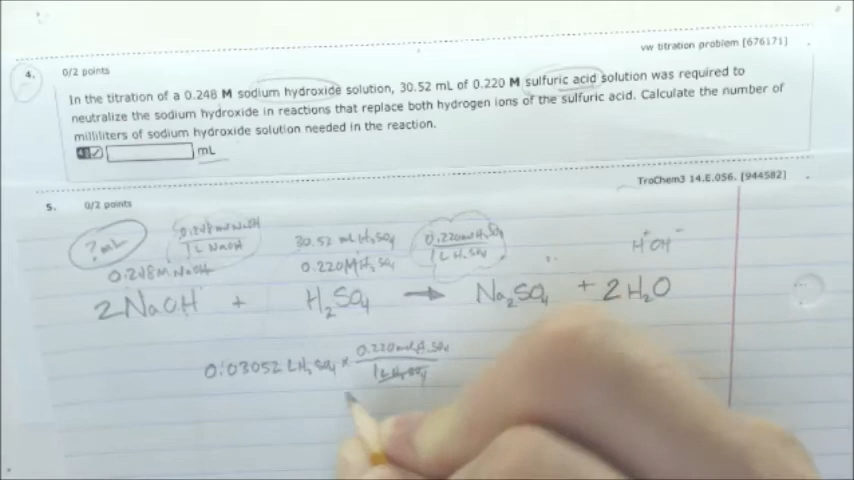 vw titration problem [676171]
4. 0/2 points
In the titration of a 0.248 M sodium hydroxide solution, 30.52 mL of 0.220 M sulfuric acid solution was required to
neutralize the sodium hydroxide in reactions that replace both hydrogen ions of the sulfuric acid. Calculate the number of
milliliters of sodium hydroxide solution needed in the reaction.
mL
5. 0/2 points TroChem3 14.E.056. [944582]
? mL 0.248 mol NaOH / 1 L NaOH 30.52 mL H₂SO₄ 0.220 mol H₂SO₄ / 1 L H₂SO₄ H⁺OH⁻
0.248M NaOH 0.220M H₂SO₄
2NaOH + H₂SO₄ → Na₂SO₄ + 2H₂O
0.03052 L H₂SO₄ × 0.220 mol H₂SO₄ / 1 L H₂SO₄